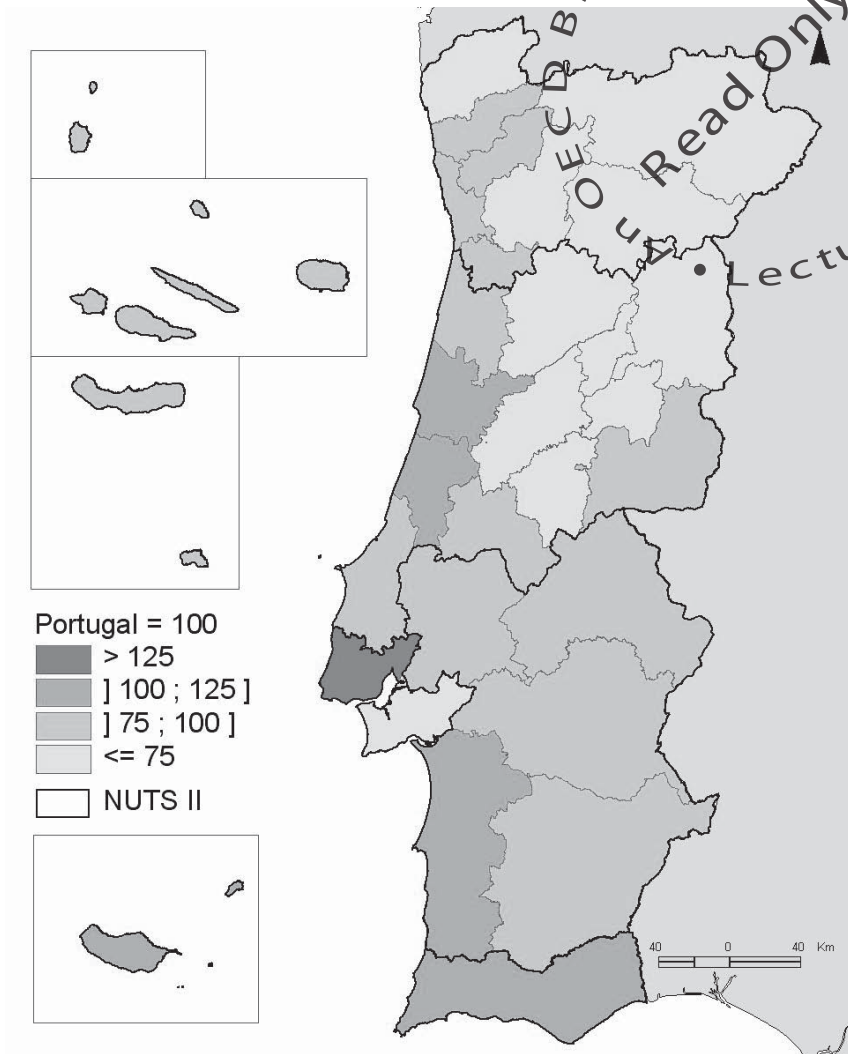 OECD B
Read Only
Lectu
Portugal = 100
> 125
] 100 ; 125 ]
] 75 ; 100 ]
<= 75
NUTS II
40 0 40 Km